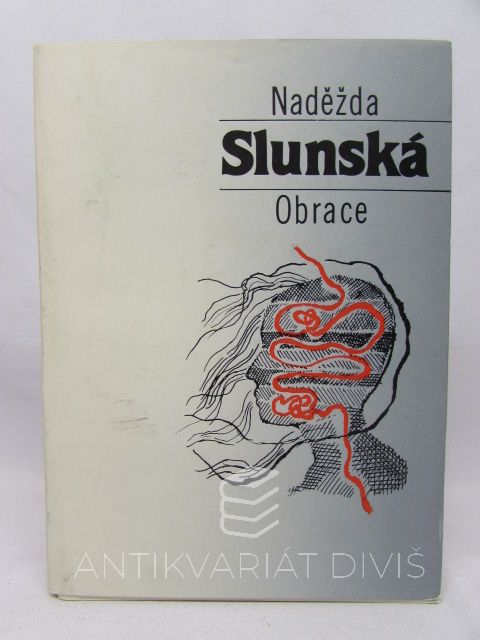 Naděžda
Slunská
Obrace
ANTIKVARIÁT DIVIŠ